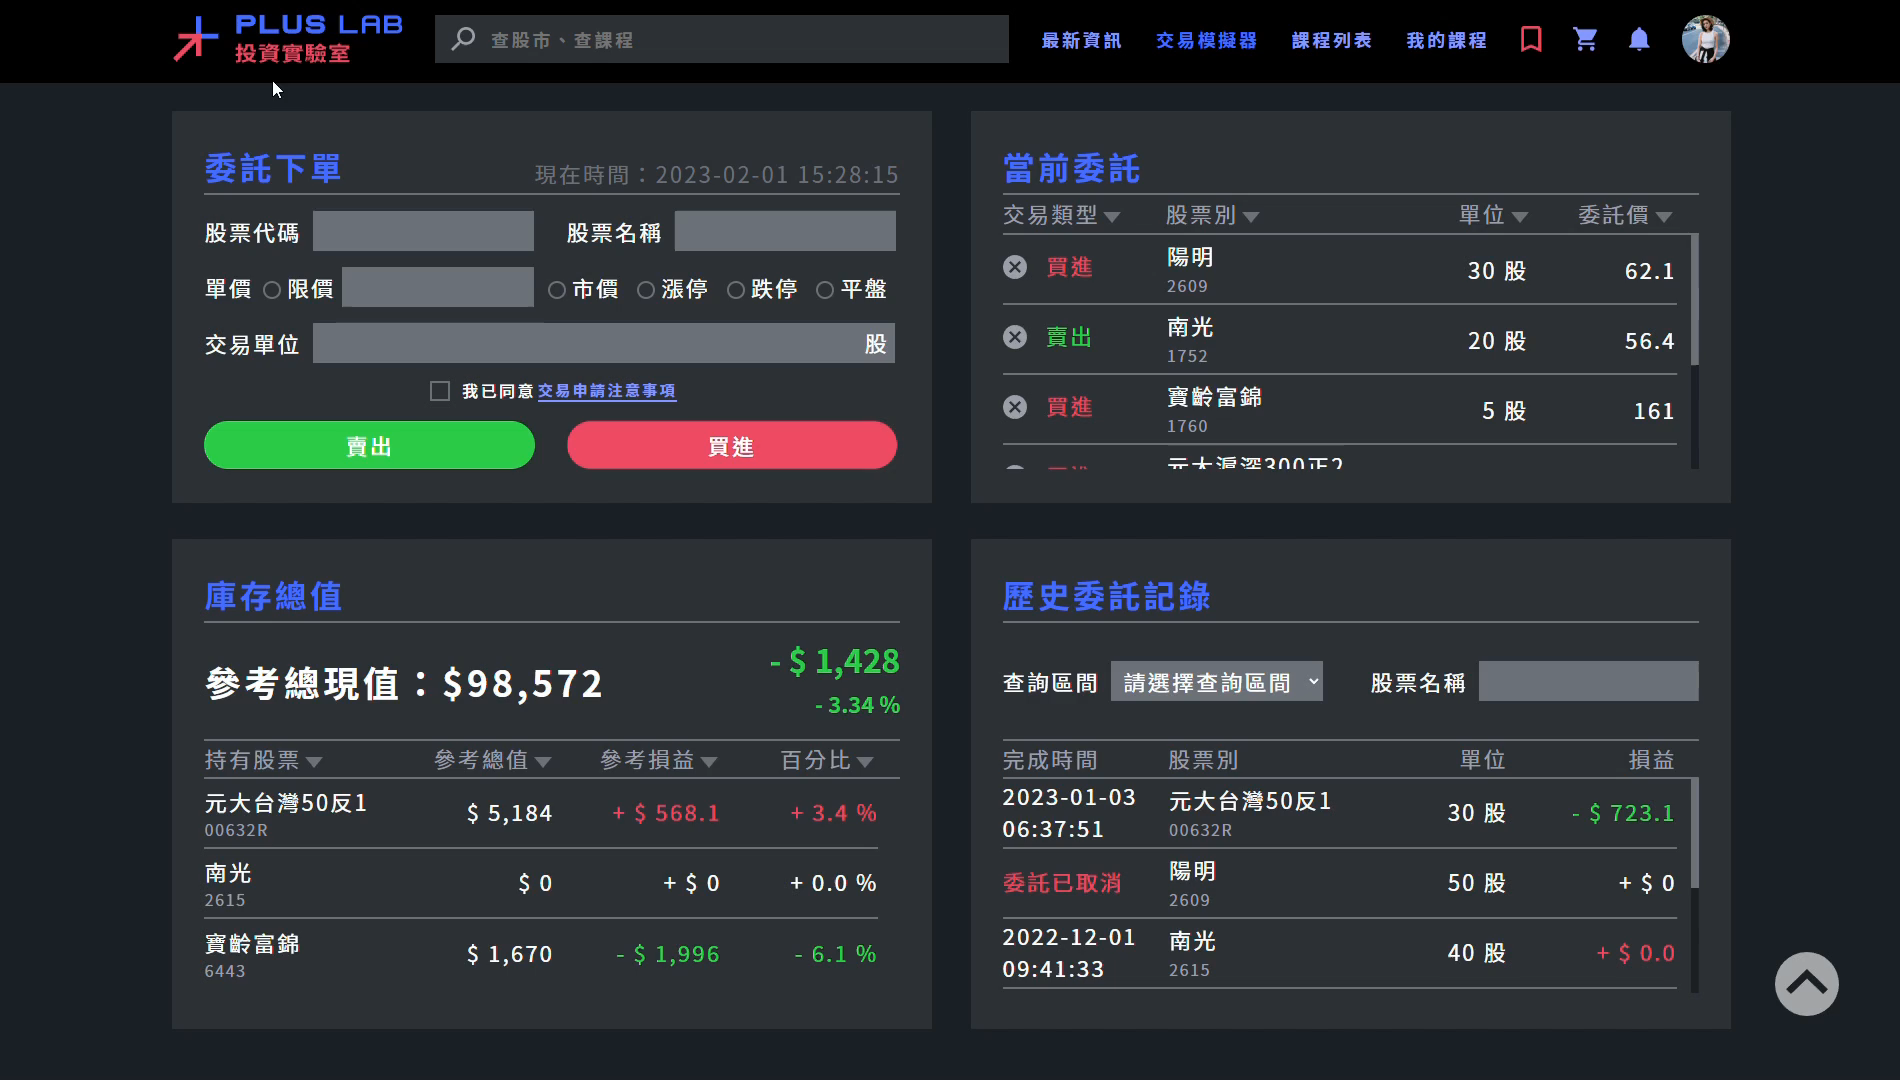 PLUS LAB
投資實驗室
查股市、查課程
最新資訊
交易模擬器
課程列表
我的課程
委託下單
現在時間：2023-02-01 15:28:15
股票代碼
股票名稱
單價 限價 市價 漲停 跌停 平盤
交易單位 股
我已同意 交易申請注意事項
賣出
買進
當前委託
交易類型 股票別 單位 委託價
買進 陽明 30 股 62.1
2609
賣出 南光 20 股 56.4
1752
買進 寶齡富錦 5 股 161
1760
元大滬深300正2
庫存總值
參考總現值：$98,572
- $ 1,428
- 3.34 %
持有股票 參考總值 參考損益 百分比
元大台灣50反1 $ 5,184 + $ 568.1 + 3.4 %
00632R
南光 $ 0 + $ 0 + 0.0 %
2615
寶齡富錦 $ 1,670 - $ 1,996 - 6.1 %
6443
歷史委託記錄
查詢區間 請選擇查詢區間 股票名稱
完成時間 股票別 單位 損益
2023-01-03 06:37:51 元大台灣50反1 30 股 - $ 723.1
00632R
委託已取消 陽明 50 股 + $ 0
2609
2022-12-01 09:41:33 南光 40 股 + $ 0.0
2615